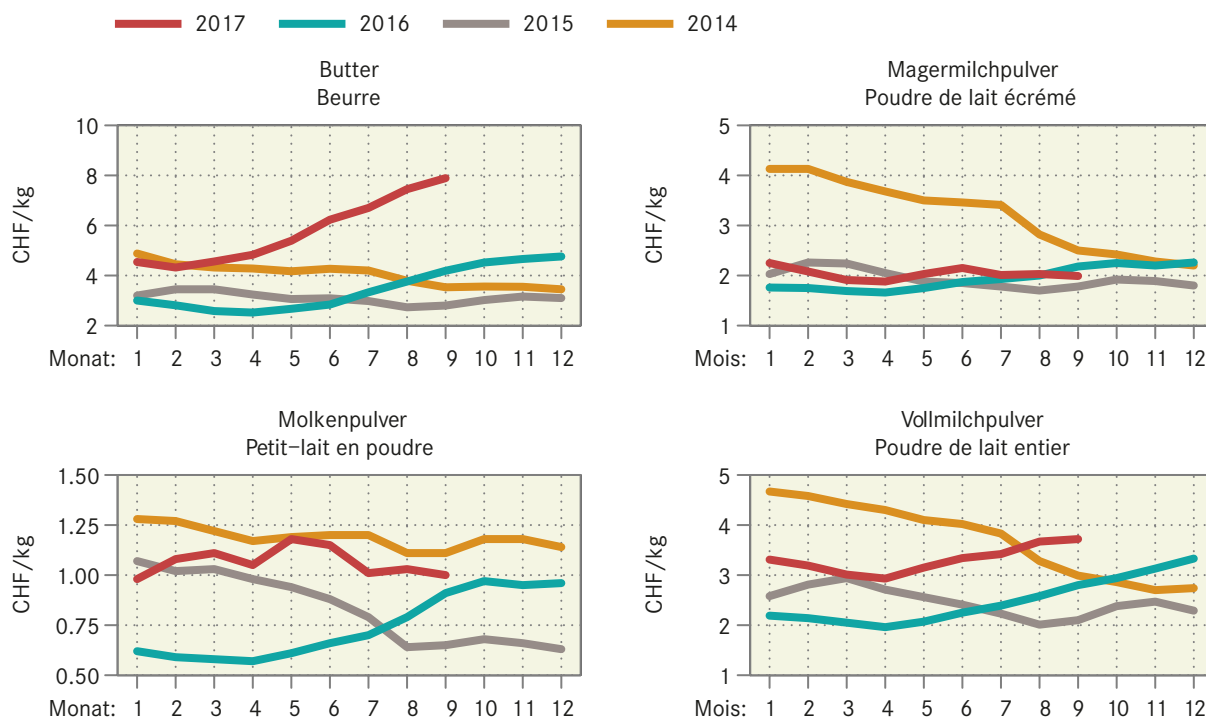 2017 2016 2015 2014
Butter
Beurre
CHF/kg
10
8
6
4
2
Monat: 1 2 3 4 5 6 7 8 9 10 11 12
Magermilchpulver
Poudre de lait écrémé
CHF/kg
5
4
3
2
1
Mois: 1 2 3 4 5 6 7 8 9 10 11 12
Molkenpulver
Petit-lait en poudre
CHF/kg
1.50
1.25
1.00
0.75
0.50
Monat: 1 2 3 4 5 6 7 8 9 10 11 12
Vollmilchpulver
Poudre de lait entier
CHF/kg
5
4
3
2
1
Mois: 1 2 3 4 5 6 7 8 9 10 11 12